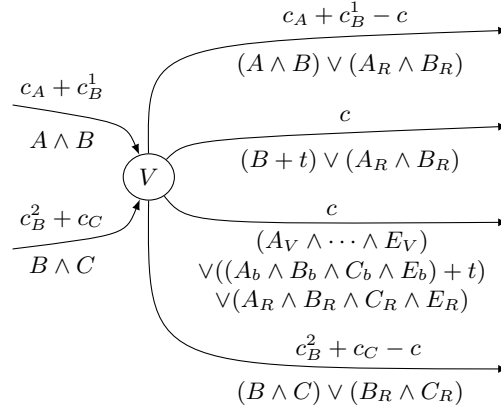 c_A + c_B^1 − c
(A ∧ B) ∨ (A_R ∧ B_R)
c_A + c_B^1
A ∧ B
c
(B + t) ∨ (A_R ∧ B_R)
V
c_B^2 + c_C
B ∧ C
c
(A_V ∧ ⋯ ∧ E_V)
∨((A_b ∧ B_b ∧ C_b ∧ E_b) + t)
∨(A_R ∧ B_R ∧ C_R ∧ E_R)
c_B^2 + c_C − c
(B ∧ C) ∨ (B_R ∧ C_R)